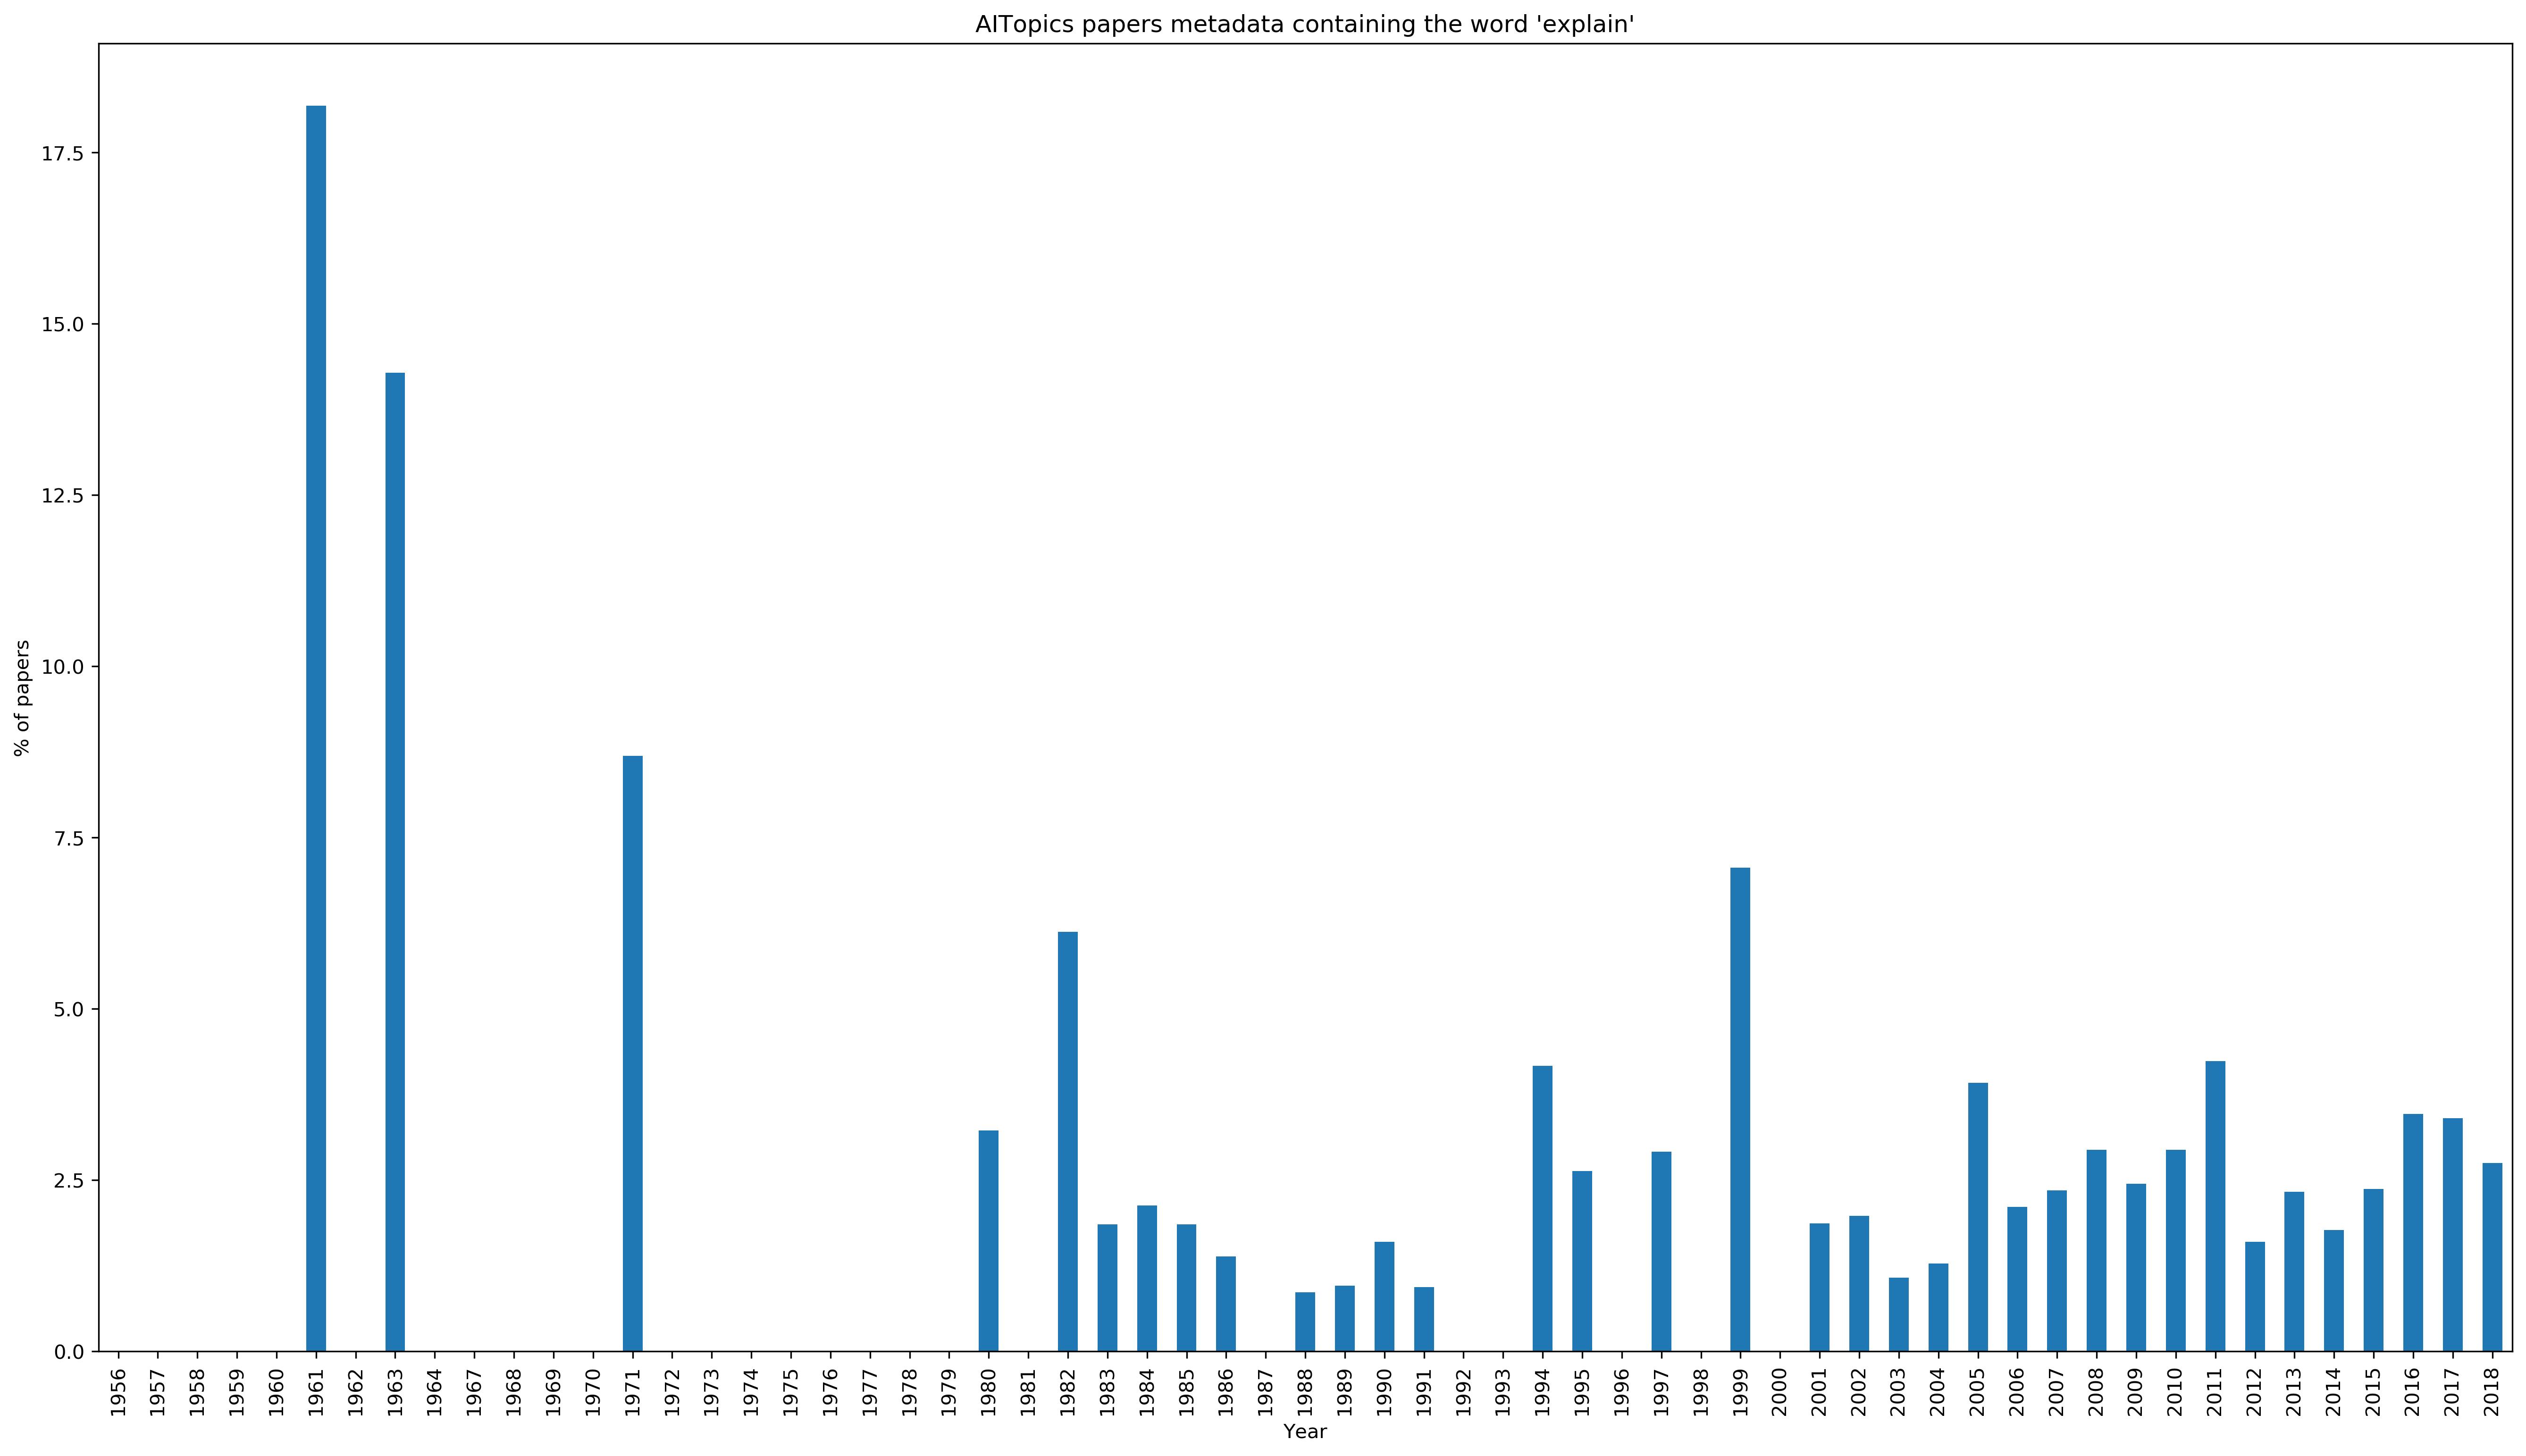 AITopics papers metadata containing the word 'explain'
% of papers
17.5
15.0
12.5
10.0
7.5
5.0
2.5
0.0
1956 1957 1958 1959 1960 1961 1962 1963 1964 1967 1968 1969 1970 1971 1972 1973 1974 1975 1976 1977 1978 1979 1980 1981 1982 1983 1984 1985 1986 1987 1988 1989 1990 1991 1992 1993 1994 1995 1996 1997 1998 1999 2000 2001 2002 2003 2004 2005 2006 2007 2008 2009 2010 2011 2012 2013 2014 2015 2016 2017 2018
Year